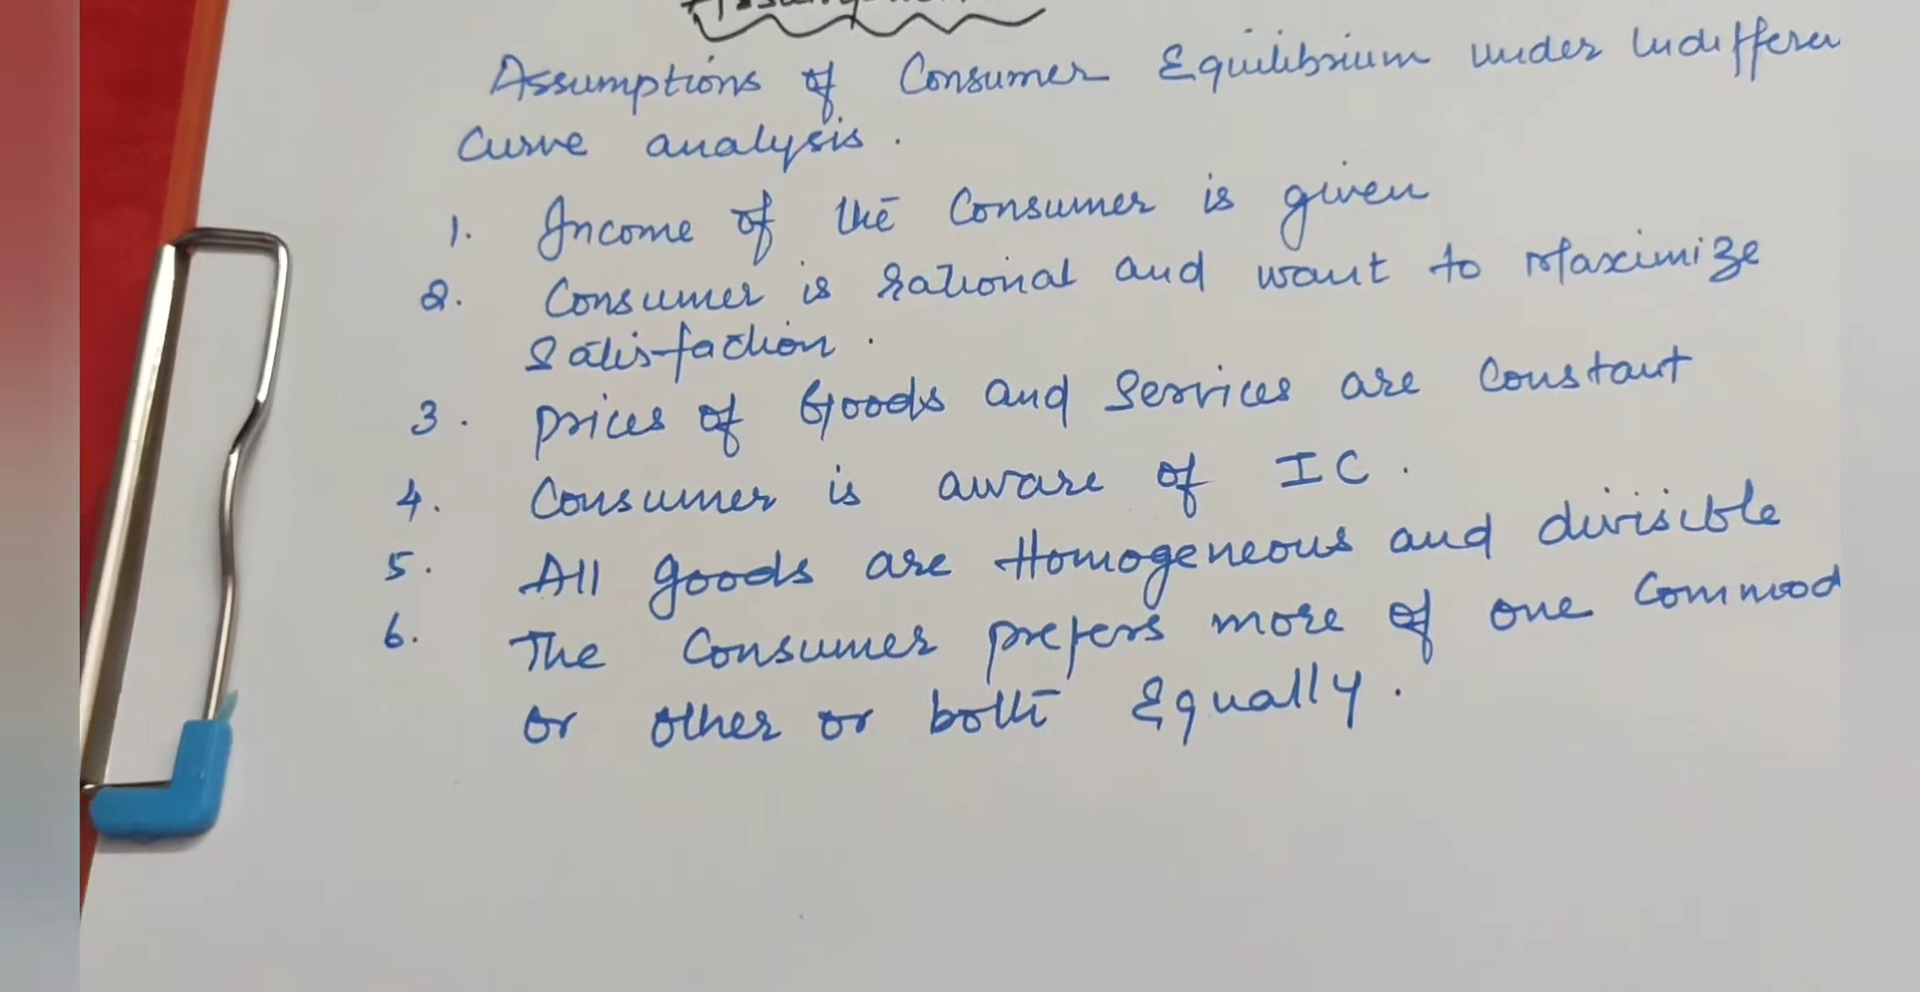 Assumptions of Consumer Equilibrium under Indifferen
Curve analysis.
1. Income of the Consumer is given
2. Consumer is rational and want to Maximize
Satisfaction.
3. prices of Goods and Services are Constant
4. Consumer is aware of IC.
5. All goods are Homogeneous and divisible
6. The Consumer prefers more of one Commod
or other or both Equally.